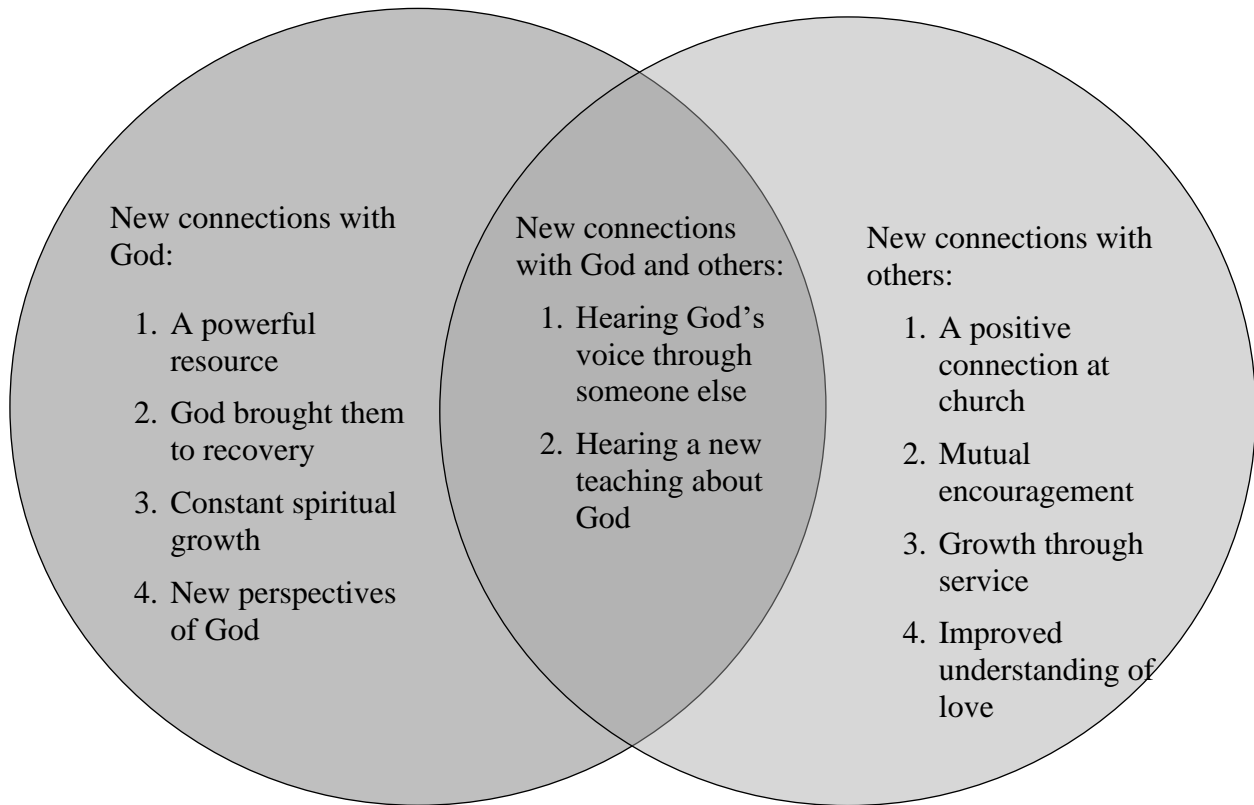 New connections with
God:
1. A powerful
resource
2. God brought them
to recovery
3. Constant spiritual
growth
4. New perspectives
of God
New connections
with God and others:
1. Hearing God’s
voice through
someone else
2. Hearing a new
teaching about
God
New connections with
others:
1. A positive
connection at
church
2. Mutual
encouragement
3. Growth through
service
4. Improved
understanding of
love